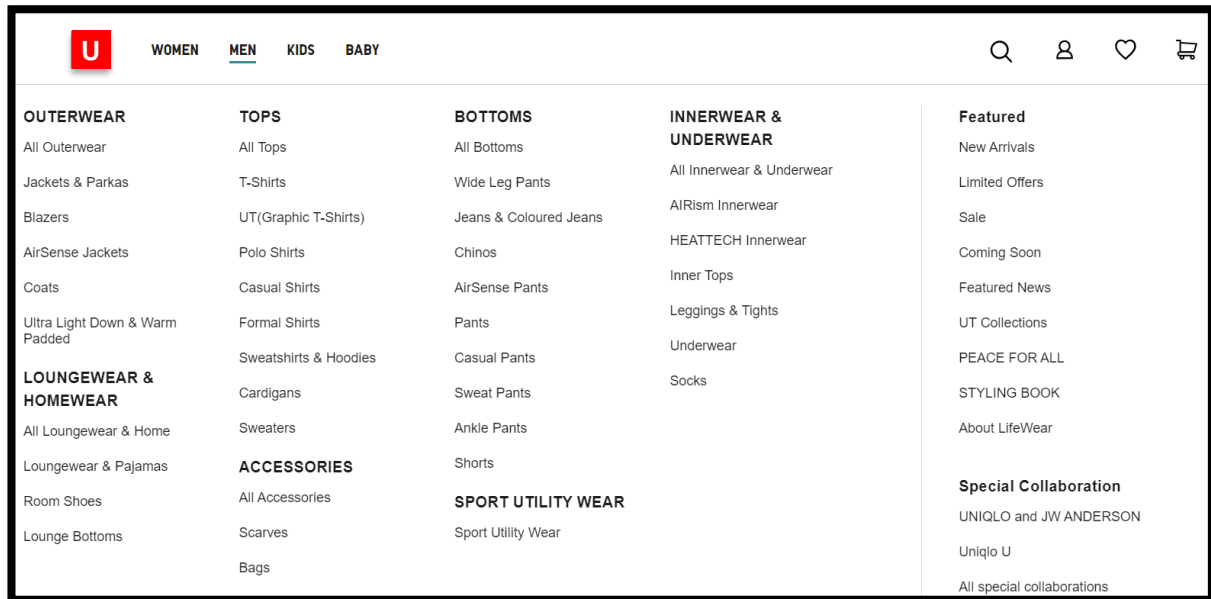 U
WOMEN MEN KIDS BABY
OUTERWEAR
All Outerwear
Jackets & Parkas
Blazers
AirSense Jackets
Coats
Ultra Light Down & Warm
Padded
LOUNGEWEAR &
HOMEWEAR
All Loungewear & Home
Loungewear & Pajamas
Room Shoes
Lounge Bottoms
TOPS
All Tops
T-Shirts
UT(Graphic T-Shirts)
Polo Shirts
Casual Shirts
Formal Shirts
Sweatshirts & Hoodies
Cardigans
Sweaters
ACCESSORIES
All Accessories
Scarves
Bags
BOTTOMS
All Bottoms
Wide Leg Pants
Jeans & Coloured Jeans
Chinos
AirSense Pants
Pants
Casual Pants
Sweat Pants
Ankle Pants
Shorts
SPORT UTILITY WEAR
Sport Utility Wear
INNERWEAR &
UNDERWEAR
All Innerwear & Underwear
AIRism Innerwear
HEATTECH Innerwear
Inner Tops
Leggings & Tights
Underwear
Socks
Featured
New Arrivals
Limited Offers
Sale
Coming Soon
Featured News
UT Collections
PEACE FOR ALL
STYLING BOOK
About LifeWear
Special Collaboration
UNIQLO and JW ANDERSON
Uniqlo U
All special collaborations